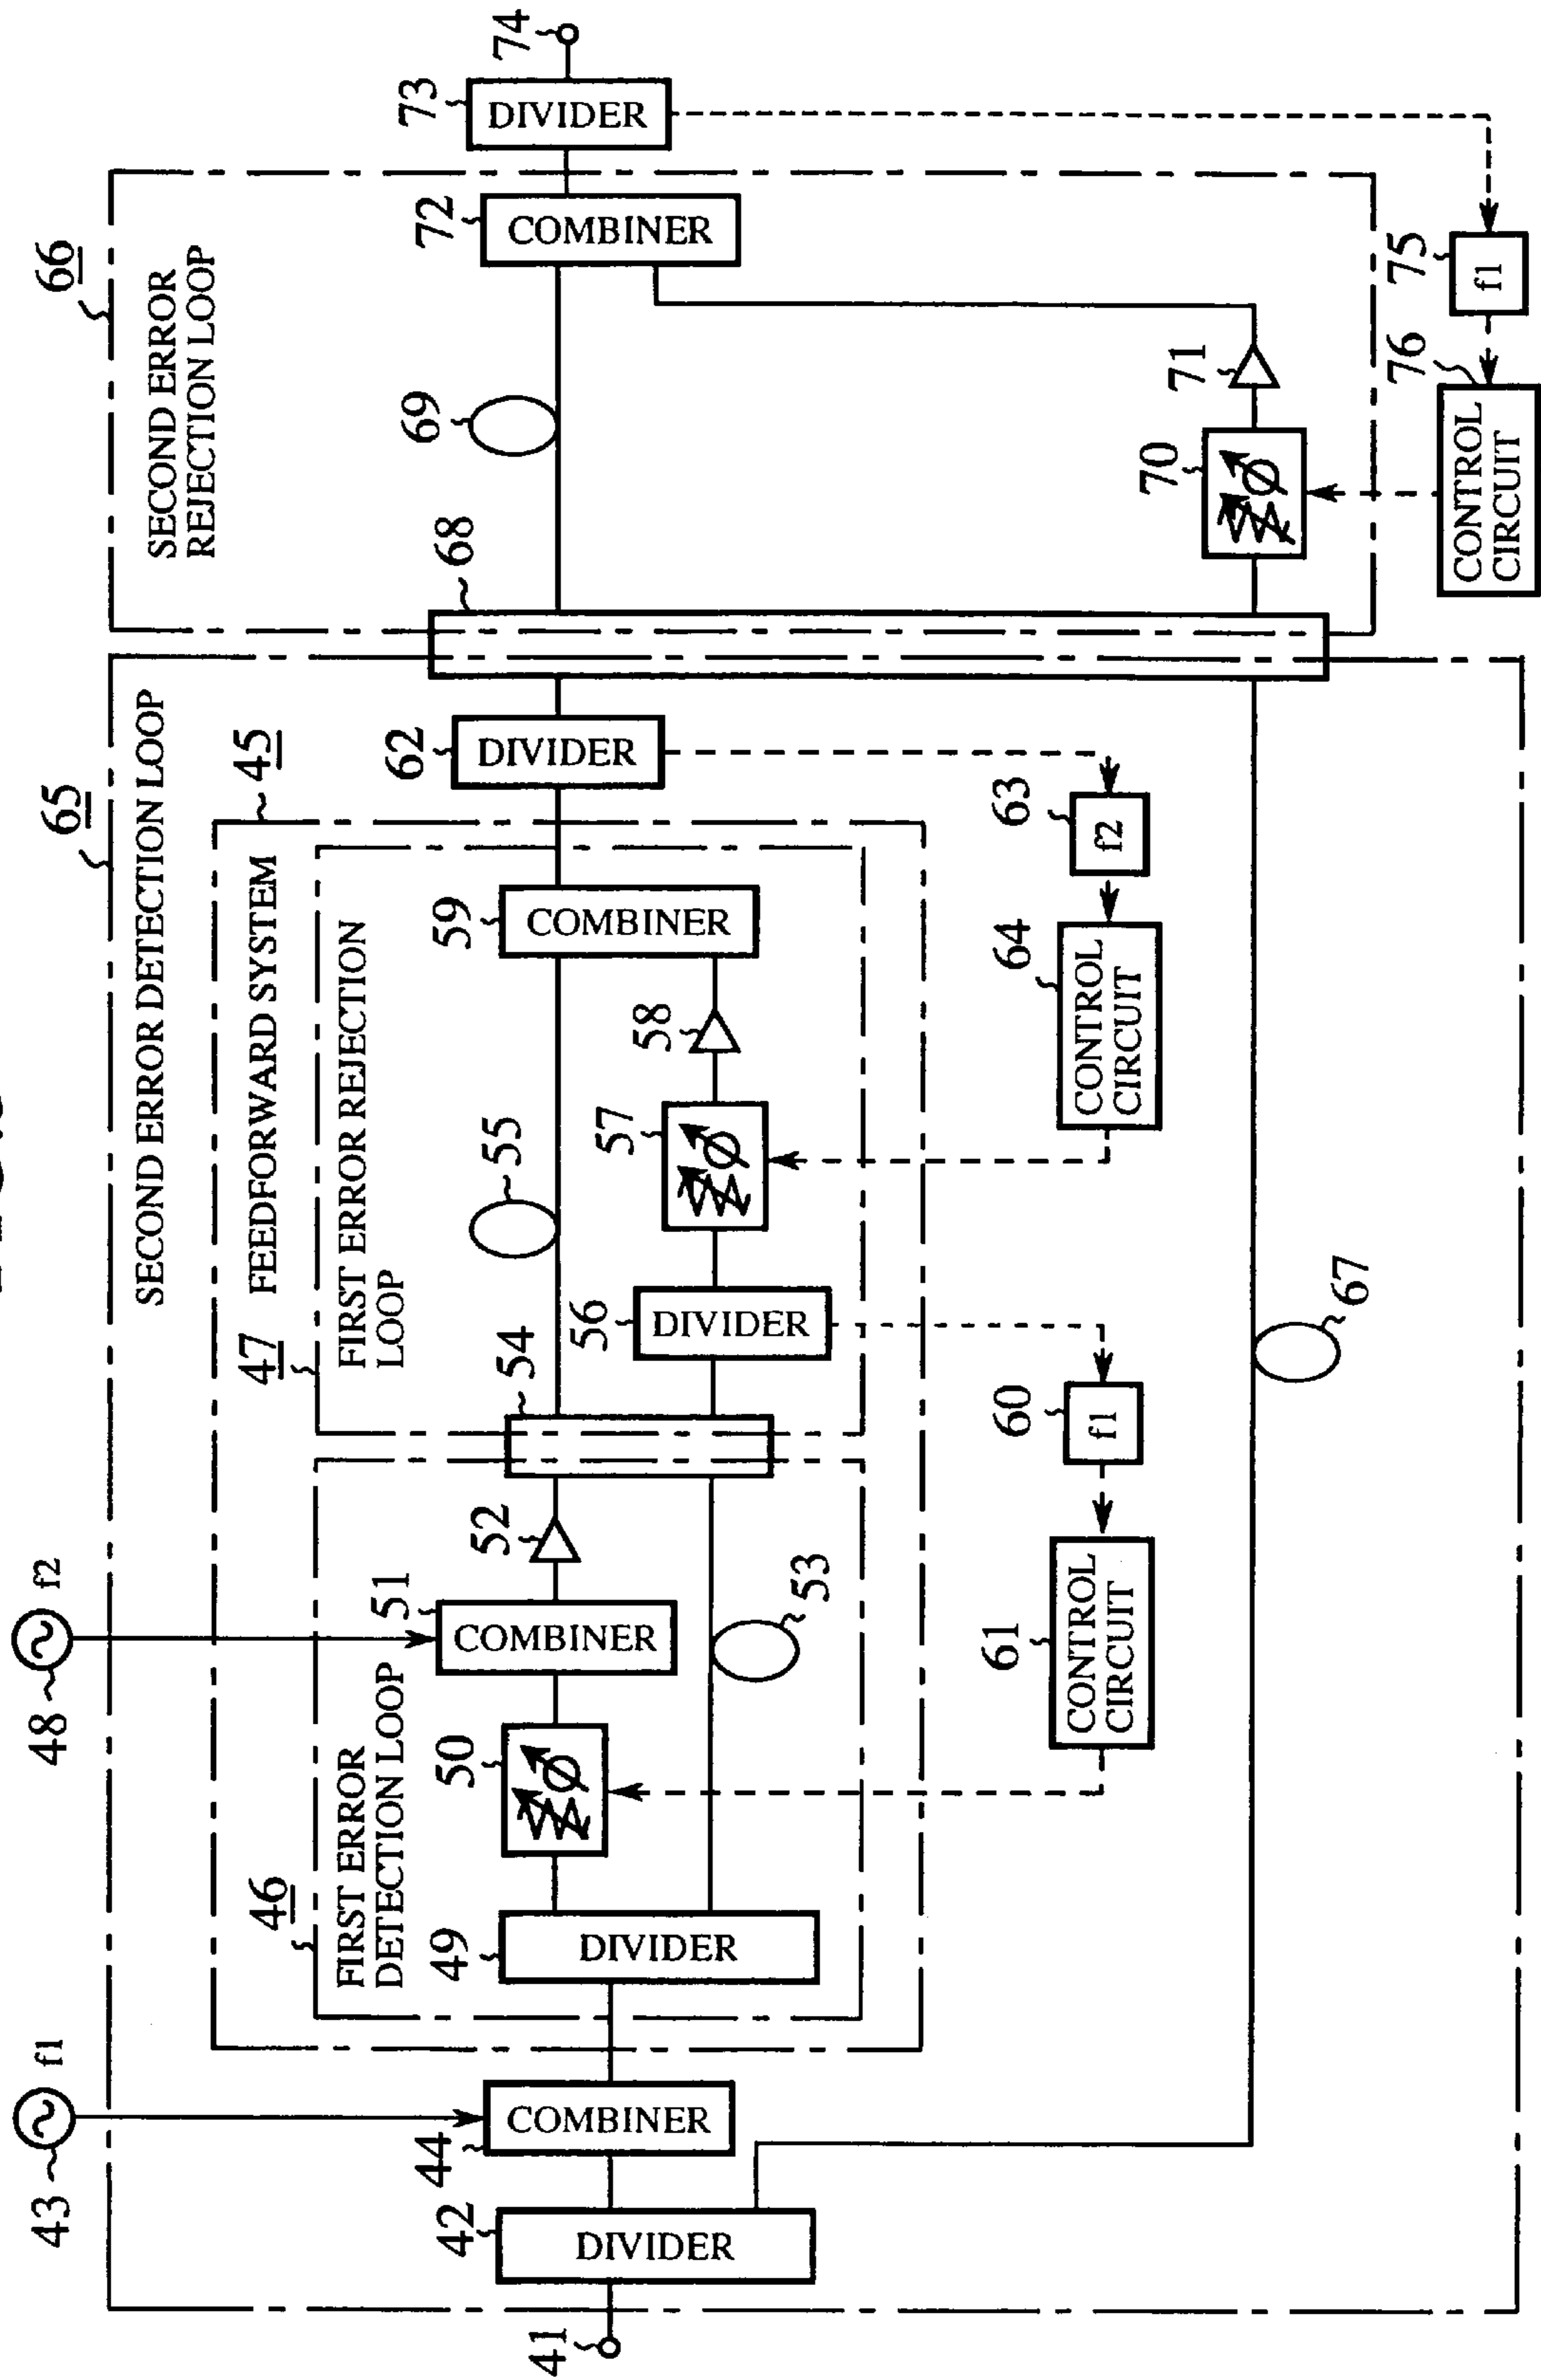 43
f1
48
f2
65
SECOND ERROR DETECTION LOOP
66
SECOND ERROR
REJECTION LOOP
45
FEEDFORWARD SYSTEM
46
FIRST ERROR
DETECTION LOOP
47
FIRST ERROR REJECTION
LOOP
41
42
DIVIDER
44
COMBINER
49
DIVIDER
50
Ø
51
COMBINER
52
53
54
55
56
DIVIDER
57
Ø
58
59
COMBINER
60
f1
61
CONTROL
CIRCUIT
62
DIVIDER
63
f2
64
CONTROL
CIRCUIT
67
68
69
70
Ø
71
72
COMBINER
73
DIVIDER
74
75
f1
76
CONTROL
CIRCUIT